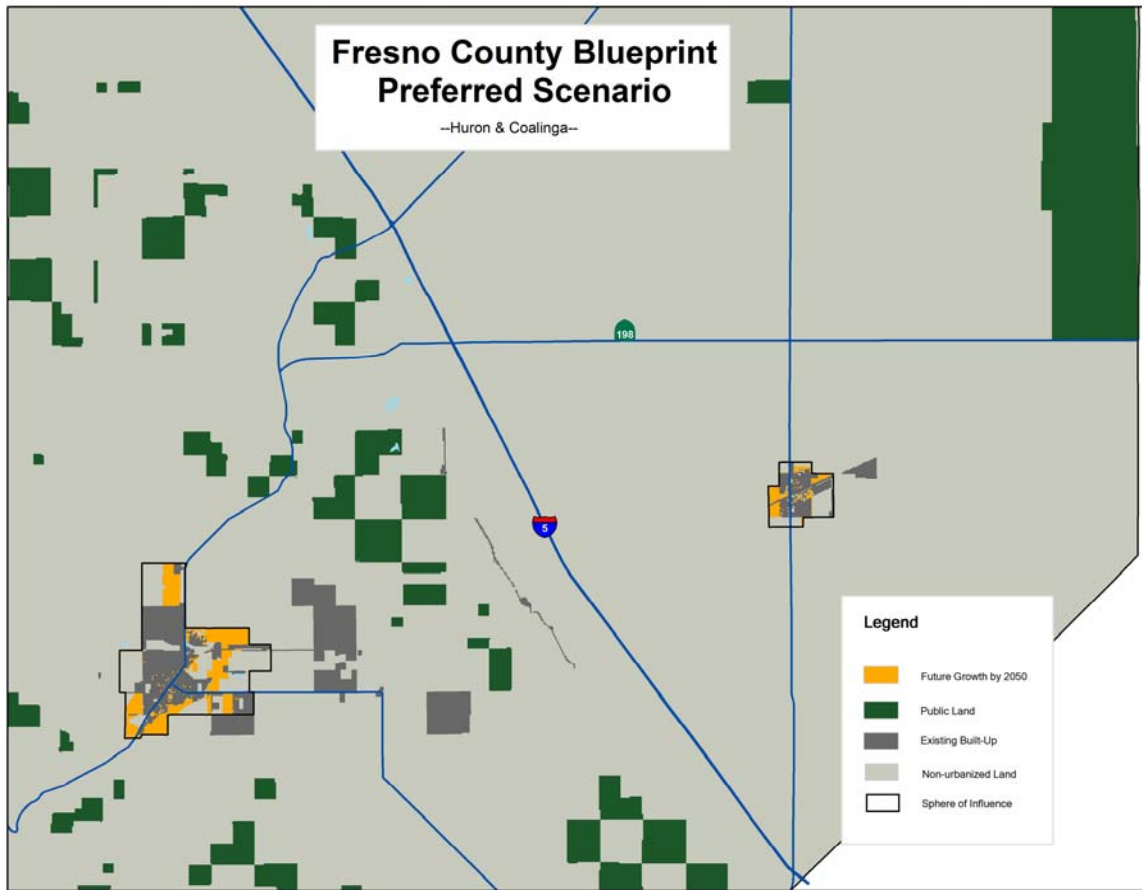 Fresno County Blueprint
Preferred Scenario
--Huron & Coalinga--
198
5
Legend
Future Growth by 2050
Public Land
Existing Built-Up
Non-urbanized Land
Sphere of Influence